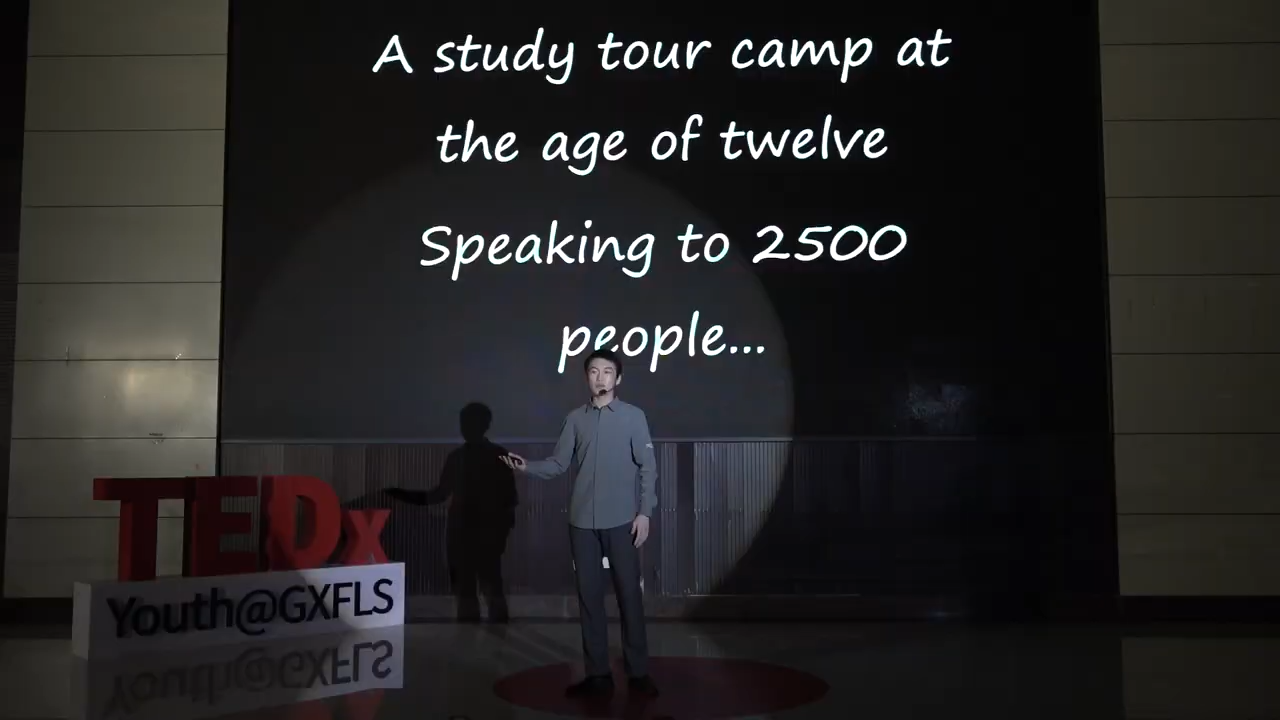 A study tour camp at
the age of twelve
Speaking to 2500
people...
TEDx
Youth@GXFLS